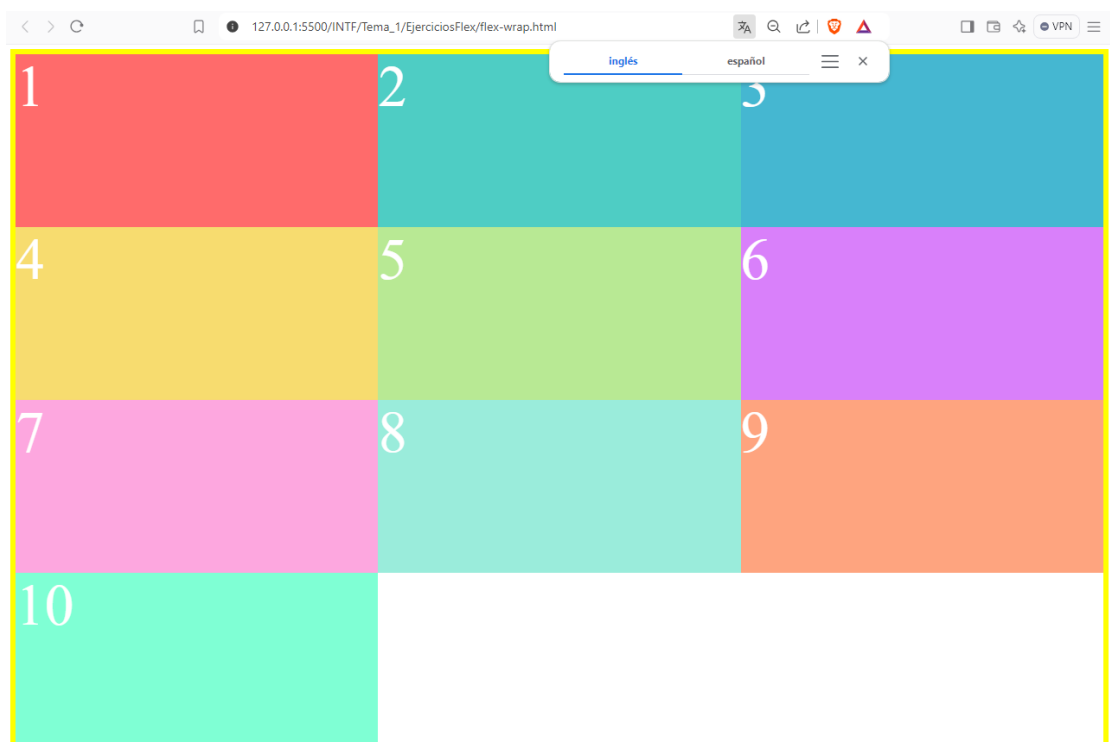 127.0.0.1:5500/INTF/Tema_1/EjerciciosFlex/flex-wrap.html
VPN
inglés español
1 2 3
4 5 6
7 8 9
10